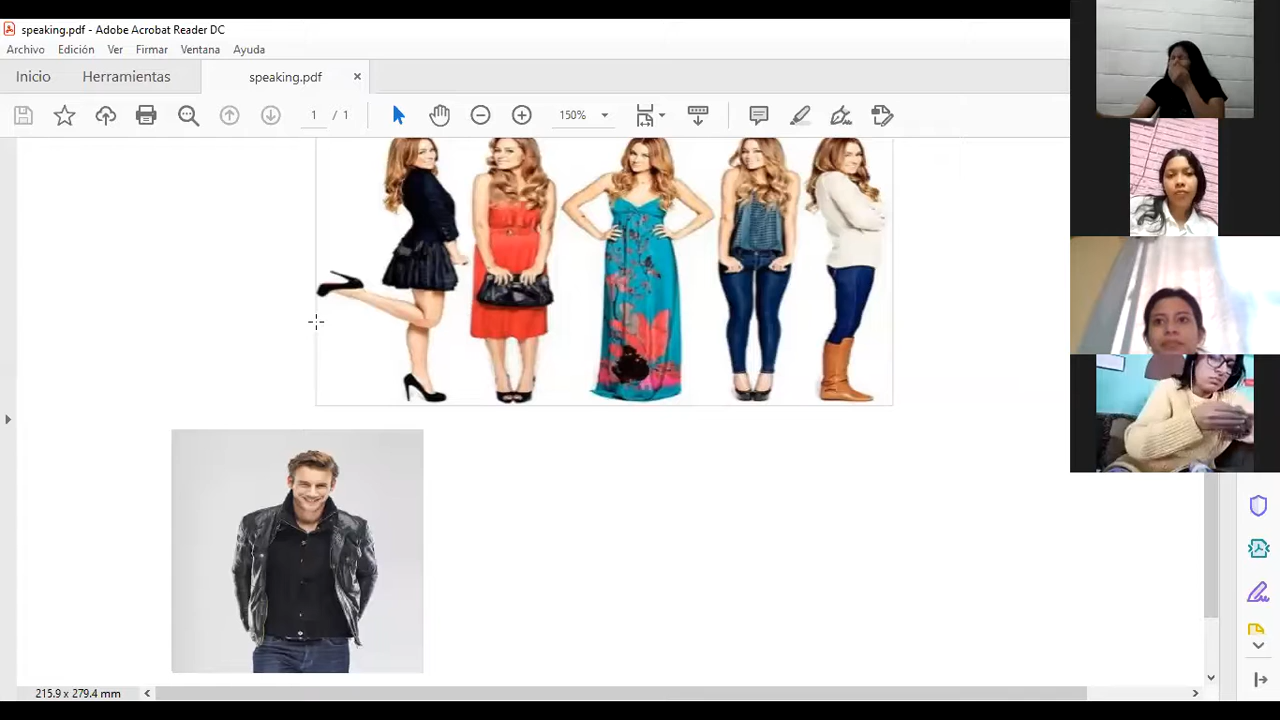 speaking.pdf - Adobe Acrobat Reader DC
Archivo Edición Ver Firmar Ventana Ayuda
Inicio Herramientas speaking.pdf ×
1 / 1 150%
215.9 x 279.4 mm